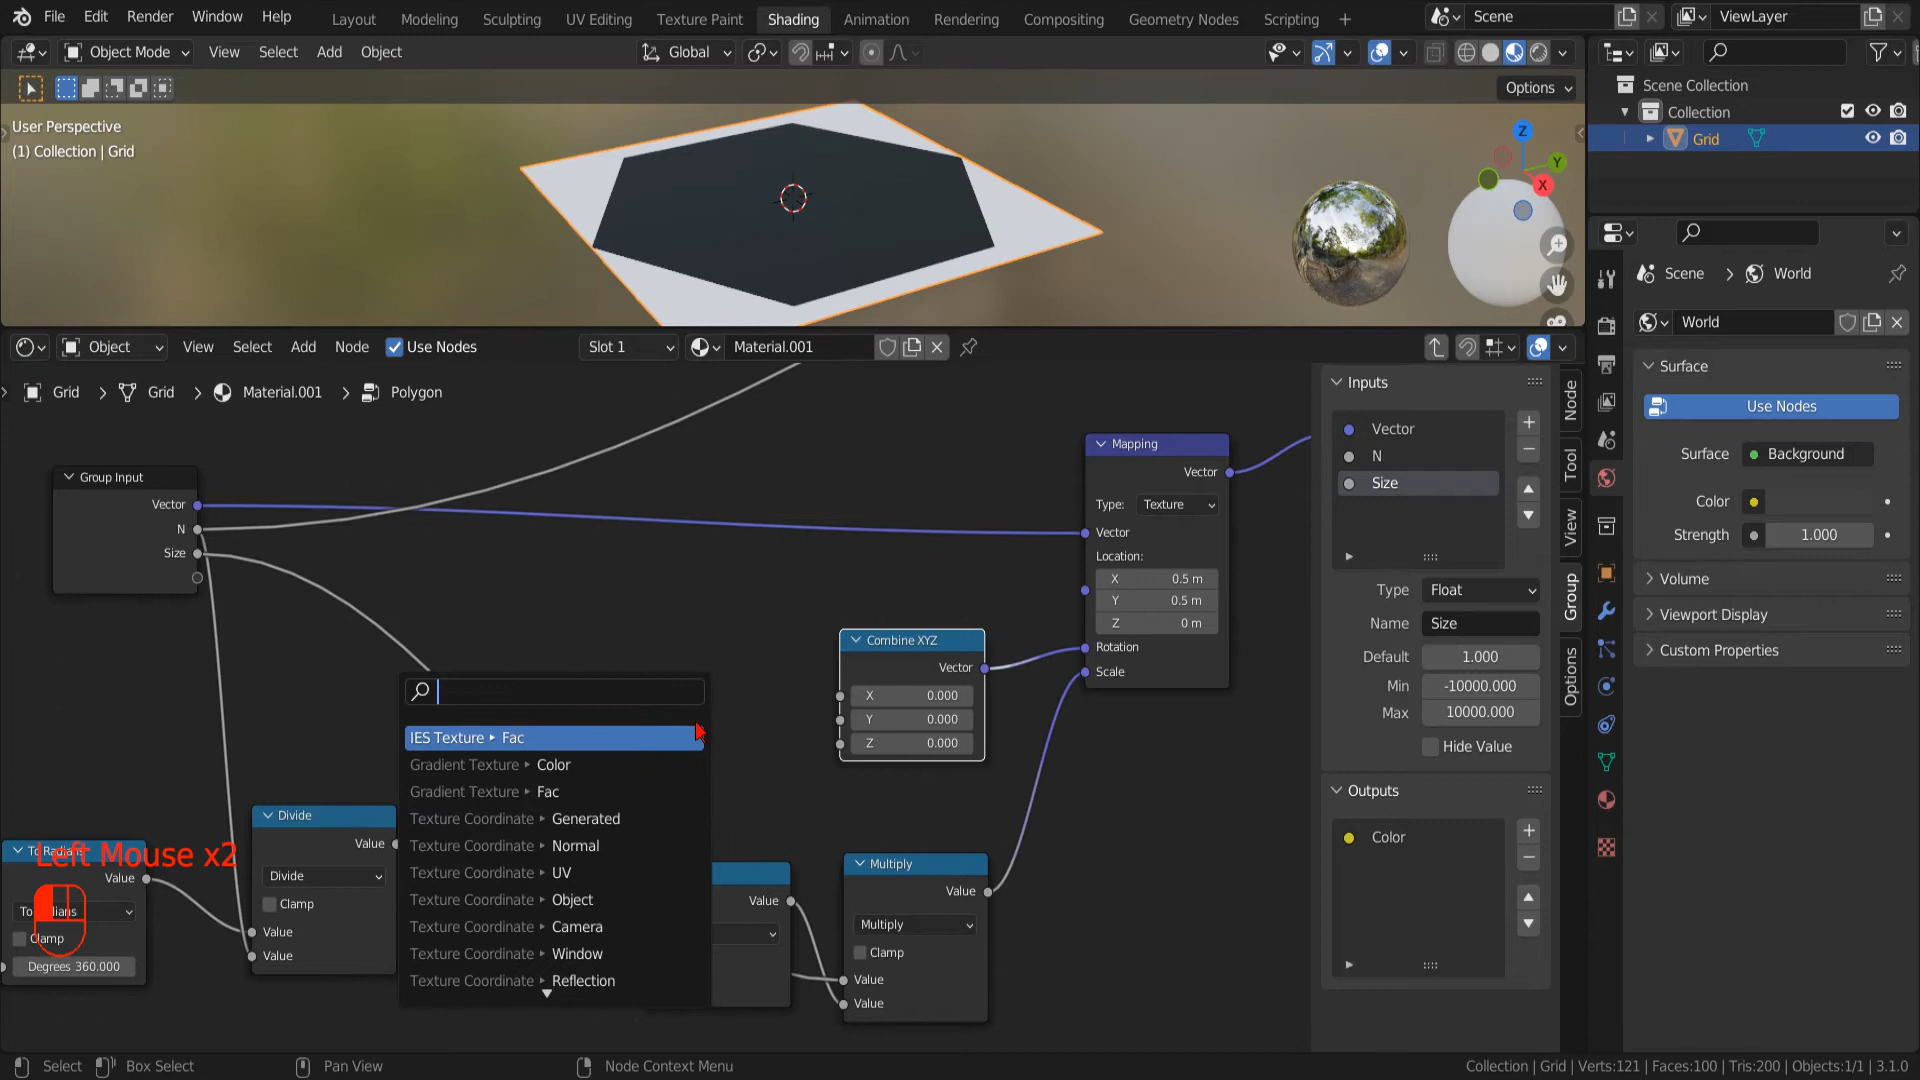 File Edit Render Window Help
Layout Modeling Sculpting UV Editing Texture Paint Shading Animation Rendering Compositing Geometry Nodes Scripting +
Scene
ViewLayer
Object Mode View Select Add Object
Global
Options
User Perspective
(1) Collection | Grid
Z
Y
X
Scene Collection
Collection
Grid
Scene > World
World
Surface
Use Nodes
Surface Background
Color
Strength 1.000
Volume
Viewport Display
Custom Properties
Object View Select Add Node Use Nodes
Slot 1
Material.001
Grid > Grid > Material.001 > Polygon
Group Input
Vector
N
Size
To Radians
Value
To Radians
Clamp
Degrees 360.000
Left Mouse x2
Divide
Value
Divide
Clamp
Value
Value
IES Texture ▸ Fac
Gradient Texture ▸ Color
Gradient Texture ▸ Fac
Texture Coordinate ▸ Generated
Texture Coordinate ▸ Normal
Texture Coordinate ▸ UV
Texture Coordinate ▸ Object
Texture Coordinate ▸ Camera
Texture Coordinate ▸ Window
Texture Coordinate ▸ Reflection
Value
Combine XYZ
Vector
X 0.000
Y 0.000
Z 0.000
Multiply
Value
Multiply
Clamp
Value
Value
Mapping
Vector
Type: Texture
Vector
Location:
X 0.5 m
Y 0.5 m
Z 0 m
Rotation
Scale
Inputs
Vector
N
Size
Type Float
Name Size
Default 1.000
Min -10000.000
Max 10000.000
Hide Value
Outputs
Color
Node
Tool
View
Group
Options
Select Box Select Pan View Node Context Menu
Collection | Grid | Verts:121 | Faces:100 | Tris:200 | Objects:1/1 | 3.1.0